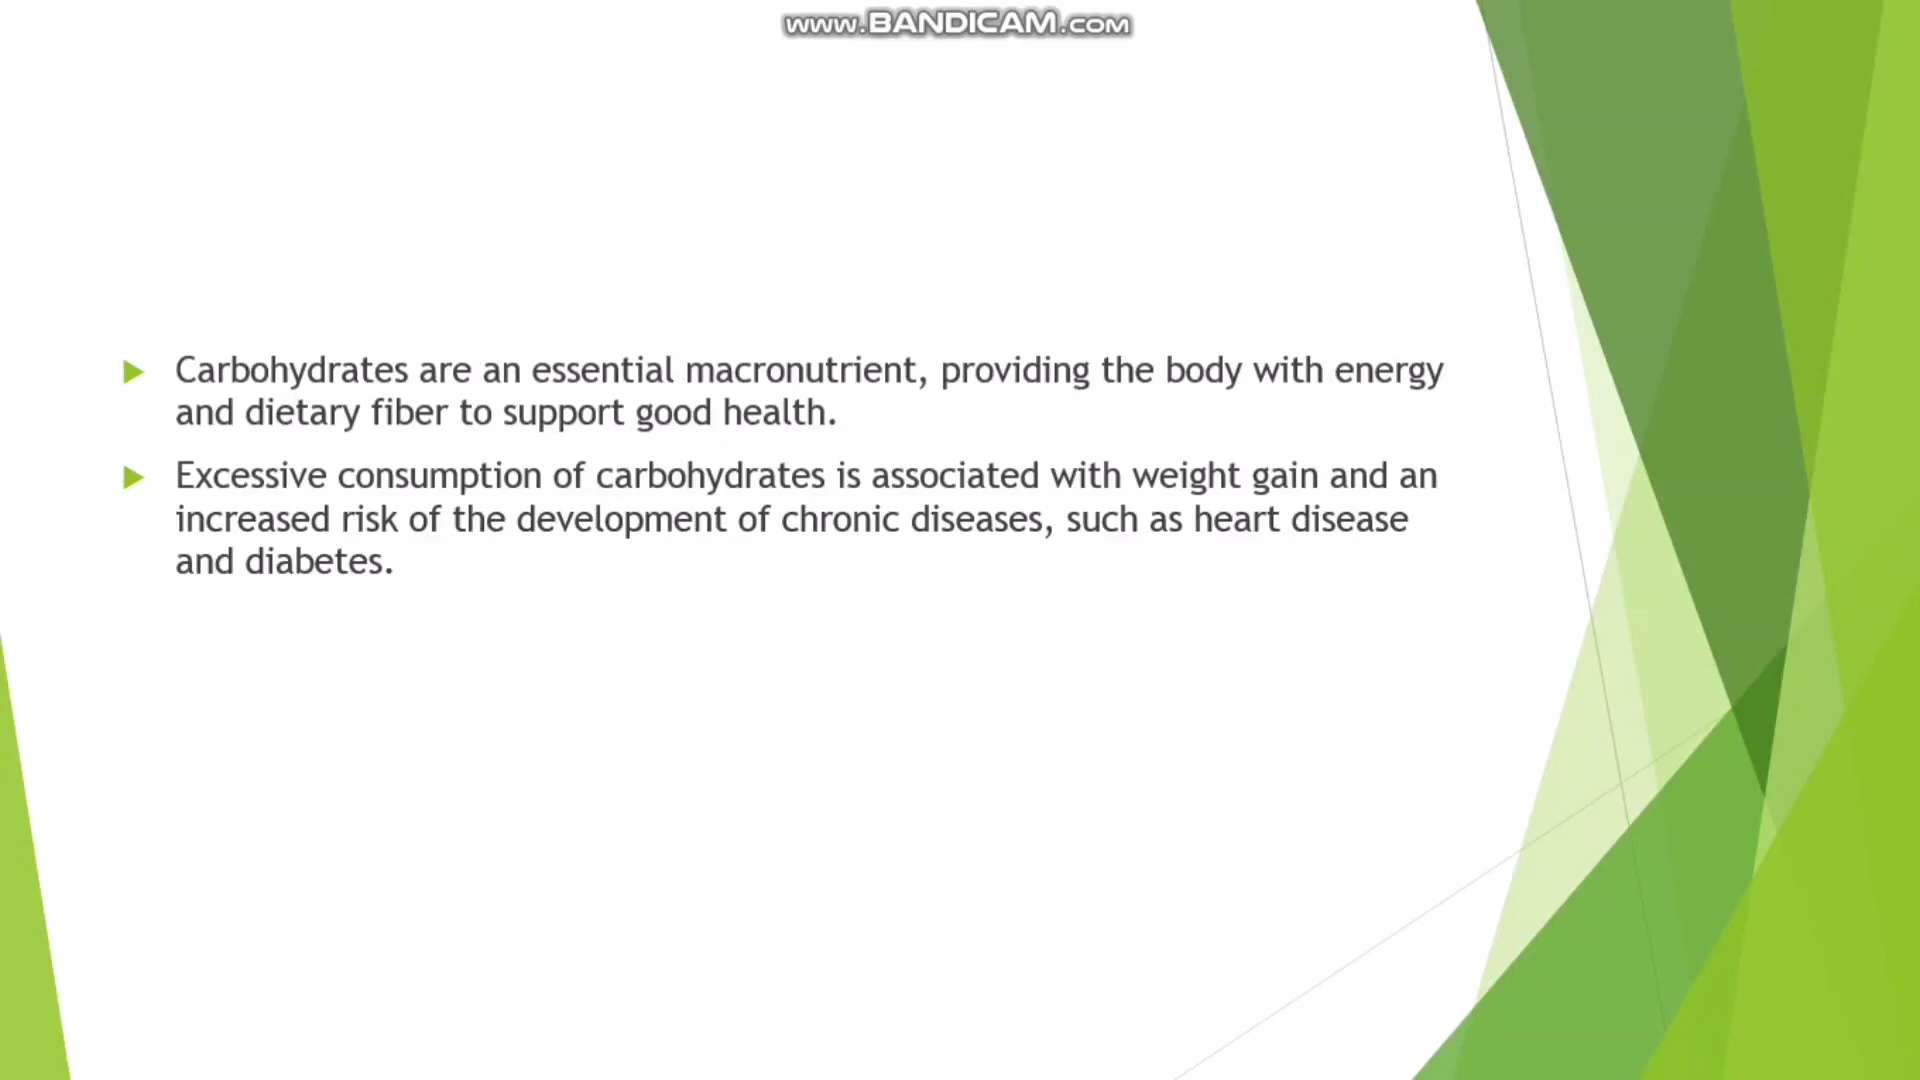 www.BANDICAM.com
Carbohydrates are an essential macronutrient, providing the body with energy
and dietary fiber to support good health.
Excessive consumption of carbohydrates is associated with weight gain and an
increased risk of the development of chronic diseases, such as heart disease
and diabetes.